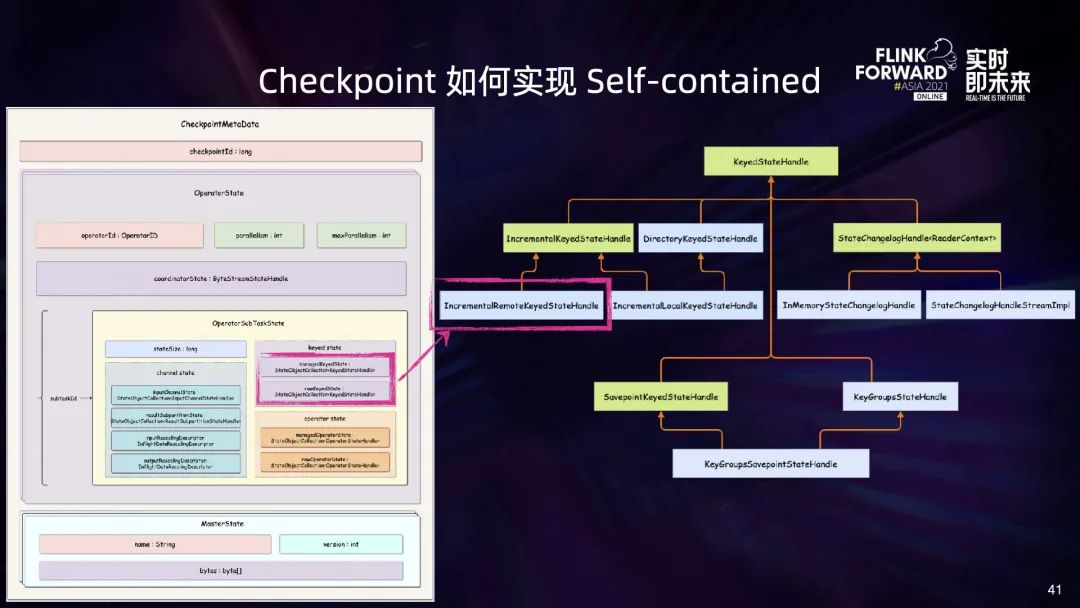 Checkpoint 如何实现 Self-contained
FLINK
FORWARD
#ASIA 2021
ONLINE
实时
即未来
REAL-TIME IS THE FUTURE
CheckpointMetaData
checkpointId : long
OperatorState
operatorId : OperatorID
parallelism : int
maxParallelism : int
coordinatorState : ByteStreamStateHandle
OperatorSubTaskState
stateSize : long
channel state
inputChannelState :
StateObjectCollection<InputChannelStateHandle>
resultSubpartitionState
StateObjectCollection<ResultSubpartitionStateHandle>
inputRescalingDescriptor
InflightDataRescalingDescriptor
outputRescalingDescriptor
InflightDataRescalingDescriptor
keyed state
managedKeyedState :
StateObjectCollection<KeyedStateHandle>
rawKeyedState :
StateObjectCollection<KeyedStateHandle>
operator state
managedOperatorState :
StateObjectCollection<OperatorStateHandle>
rawOperatorState :
StateObjectCollection<OperatorStateHandle>
subtaskId
MasterState
name : String
version : int
bytes : byte[]
KeyedStateHandle
IncrementalKeyedStateHandle
DirectoryKeyedStateHandle
StateChangelogHandle<ReaderContext>
IncrementalRemoteKeyedStateHandle
IncrementalLocalKeyedStateHandle
InMemoryStateChangelogHandle
StateChangelogHandleStreamImpl
SavepointKeyedStateHandle
KeyGroupsStateHandle
KeyGroupsSavepointStateHandle
41